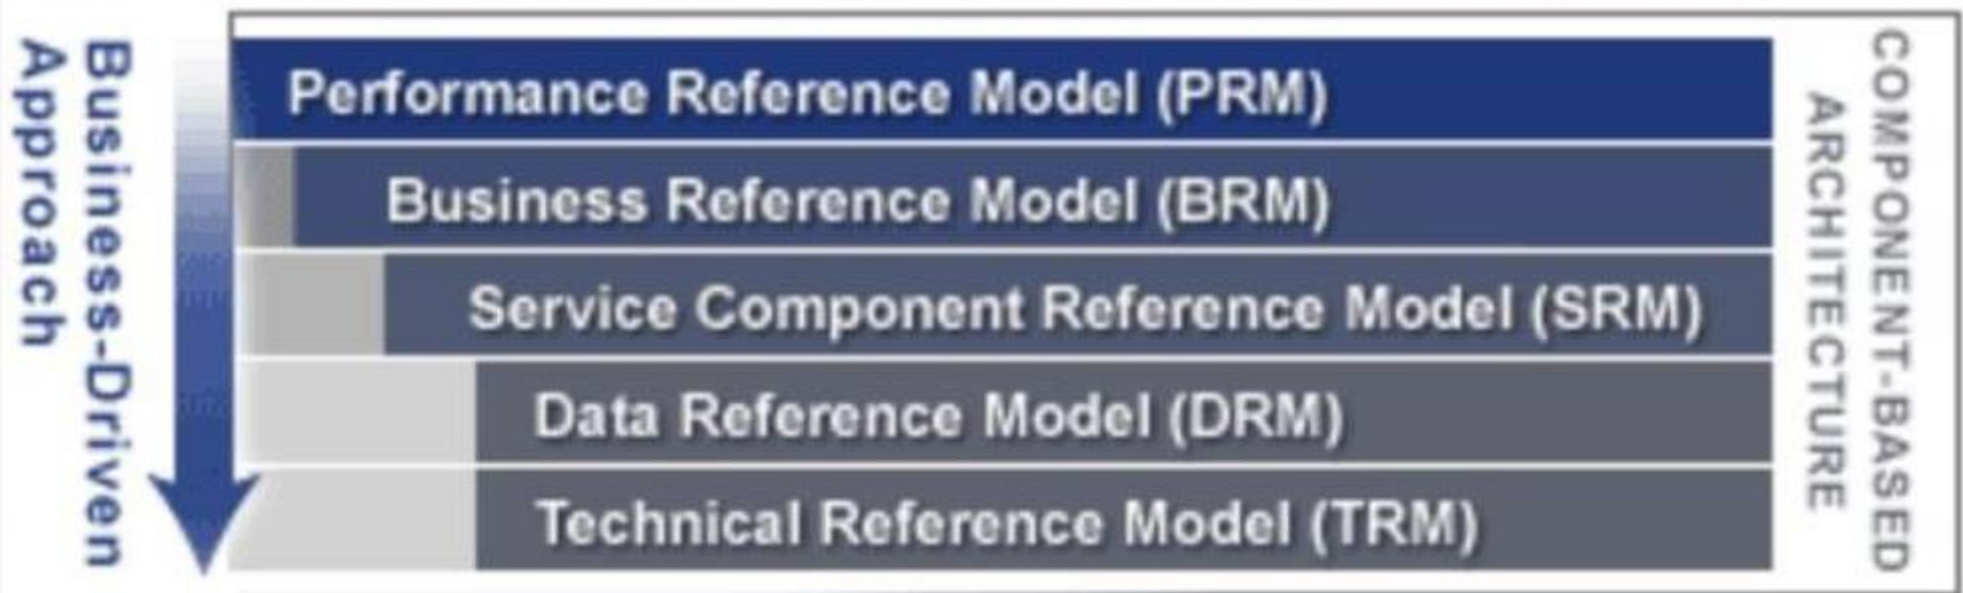 Business-Driven
Approach
Performance Reference Model (PRM)
Business Reference Model (BRM)
Service Component Reference Model (SRM)
Data Reference Model (DRM)
Technical Reference Model (TRM)
COMPONENT-BASED
ARCHITECTURE